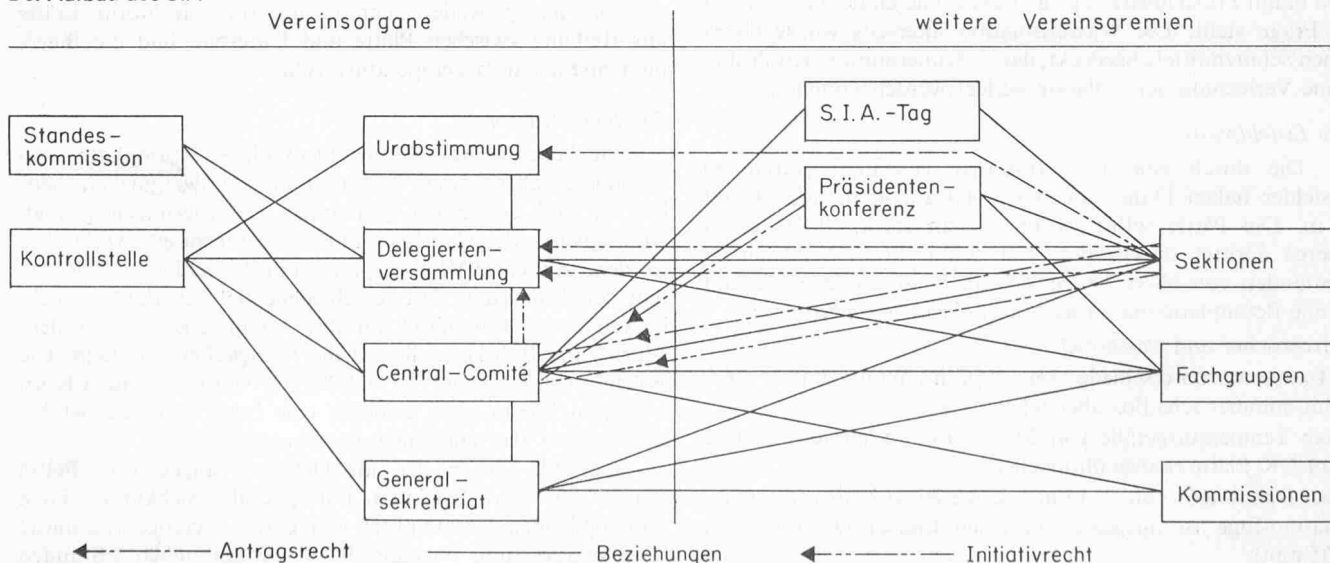 Vereinsorgane
weitere Vereinsgremien
Standes-
kommission
Kontrollstelle
Urabstimmung
Delegierten-
versammlung
Central-Comité
General-
sekretariat
S. I. A. -Tag
Präsidenten-
konferenz
Sektionen
Fachgruppen
Kommissionen
Antragsrecht
Beziehungen
Initiativrecht